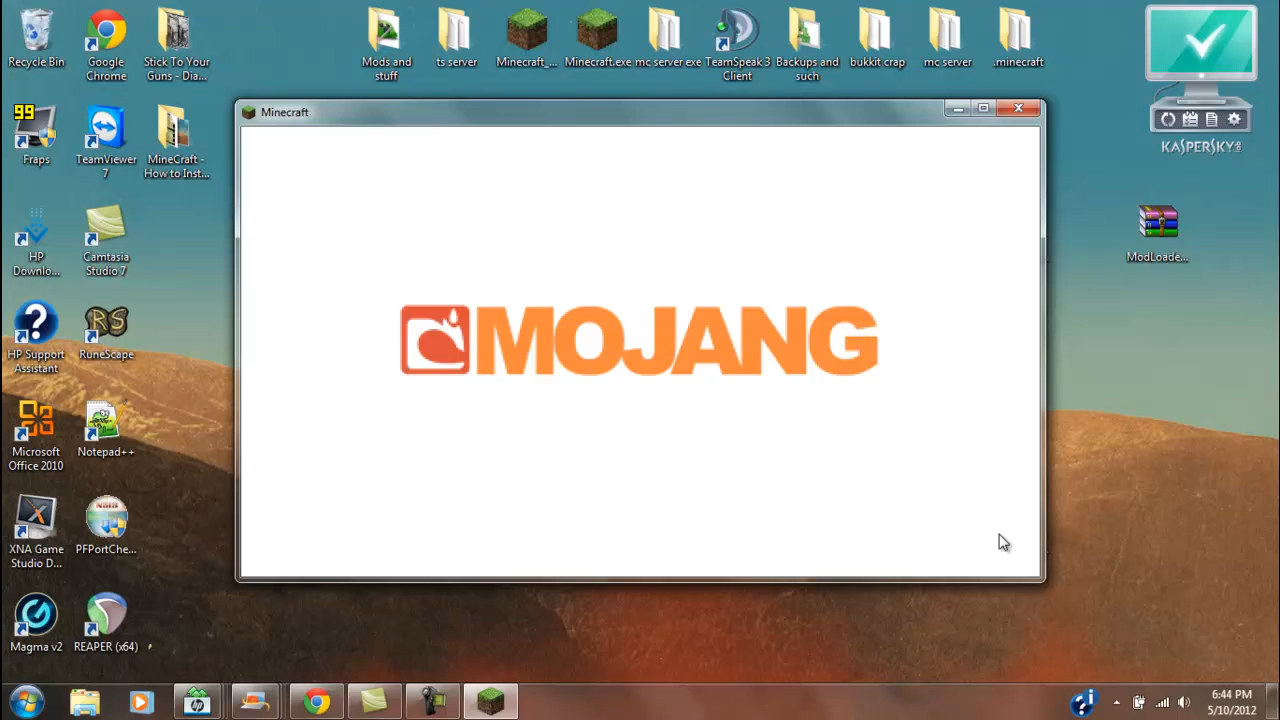 Recycle Bin
Google
Chrome
Stick To Your
Guns - Dia...
Mods and
stuff
ts server
Minecraft_...
Minecraft.exe
mc server exe
TeamSpeak 3
Client
Backups and
such
bukkit crap
mc server
.minecraft
KASPERSKY
99
Fraps
TeamViewer
7
MineCraft -
How to Inst...
Minecraft
MOJANG
ModLoade...
HP
Downlo...
Camtasia
Studio 7
HP Support
Assistant
RS
RuneScape
Microsoft
Office 2010
Notepad++
XNA Game
Studio D...
PFPortChe...
Magma v2
REAPER (x64)
hp
6:44 PM
5/10/2012